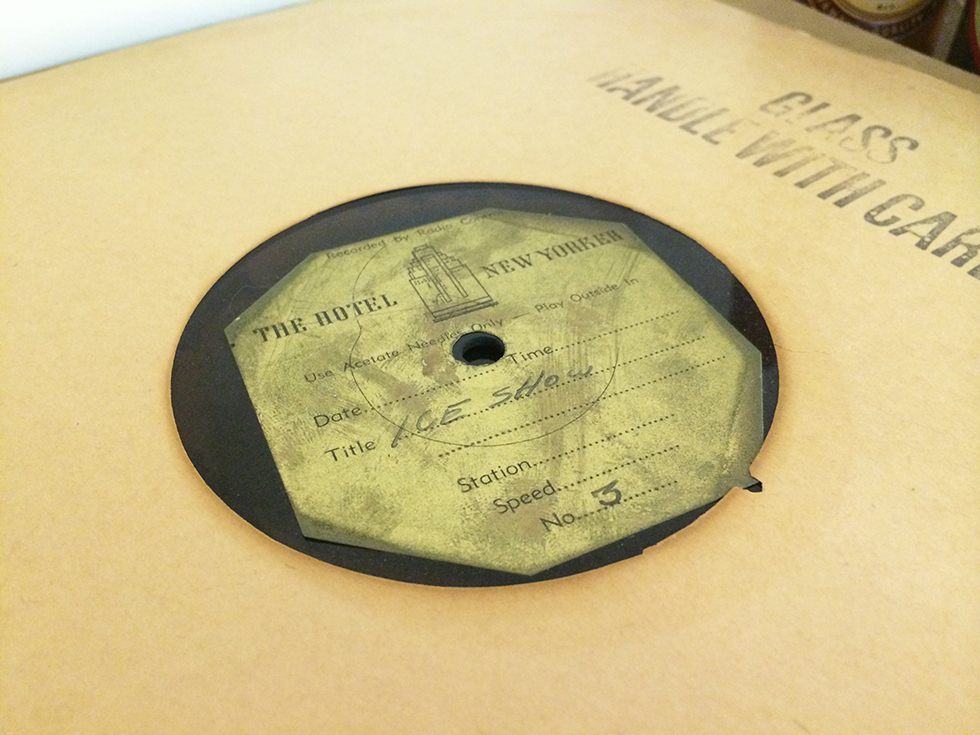 GLASS
HANDLE WITH CARE
Recorded by Radio
THE HOTEL NEW YORKER
Use Acetate Needles Only Play Outside In
Date Time
Title ICE SHOW
Station
Speed
No. 3